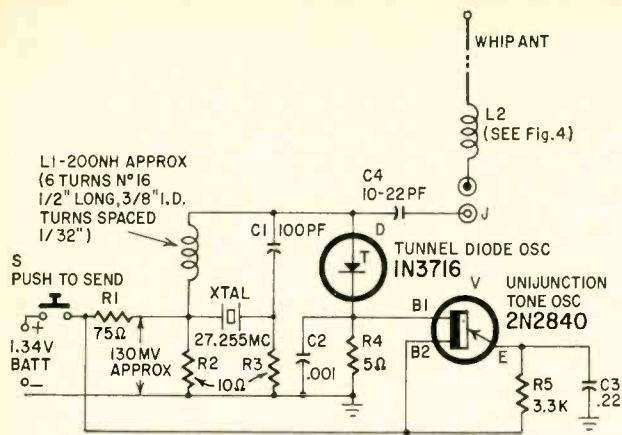 WHIP ANT
L2
(SEE Fig.4)
L1-200NH APPROX
(6 TURNS Nº16
1/2" LONG, 3/8" I.D.
TURNS SPACED
1/32")
C4
10-22PF
J
C1
100PF
D
T
TUNNEL DIODE OSC
1N3716
S
PUSH TO SEND
R1
75Ω
XTAL
27.255MC
V
UNIJUNCTION
TONE OSC
2N2840
B1
B2
E
+
1.34V
BATT
-
130MV
APPROX
R2
10Ω
R3
C2
.001
R4
5Ω
R5
3.3K
C3
.22